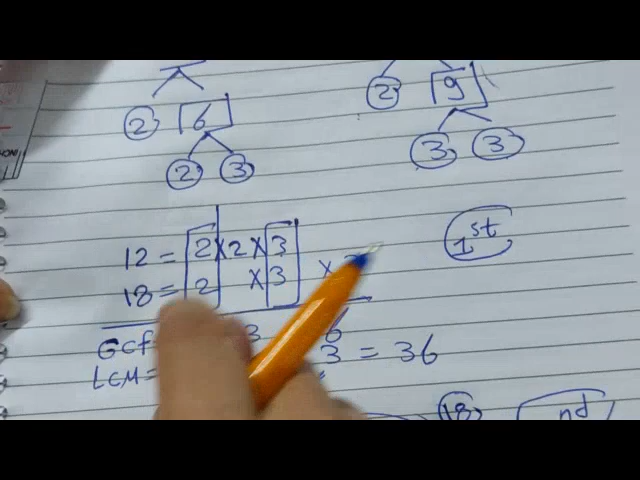 2 6 2 9
2 3 3 3
12 = 2 × 2 × 3
18 = 2 × 3 ×
1st
GCF 3 6
LCM = 3 = 36
18 nd